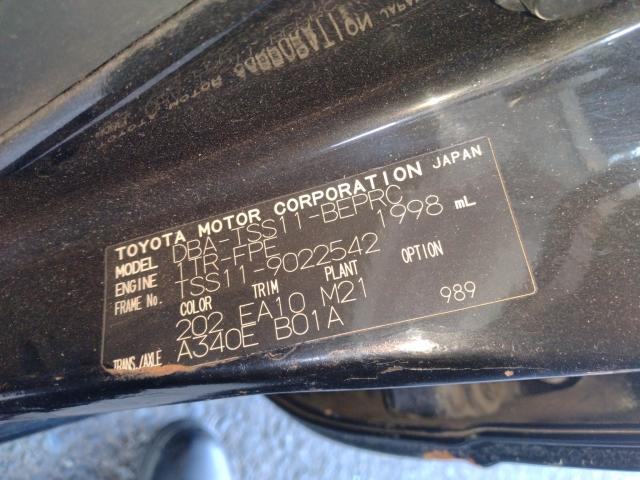 TOYOTA MOTOR CORPORATION JAPAN
MODEL DBA-TSS11-BEPRC
ENGINE 1TR-FPE 1998 mL
FRAME No. TSS11-9022542
COLOR TRIM PLANT OPTION
202 EA10 M21 989
TRANS./AXLE A340E B01A